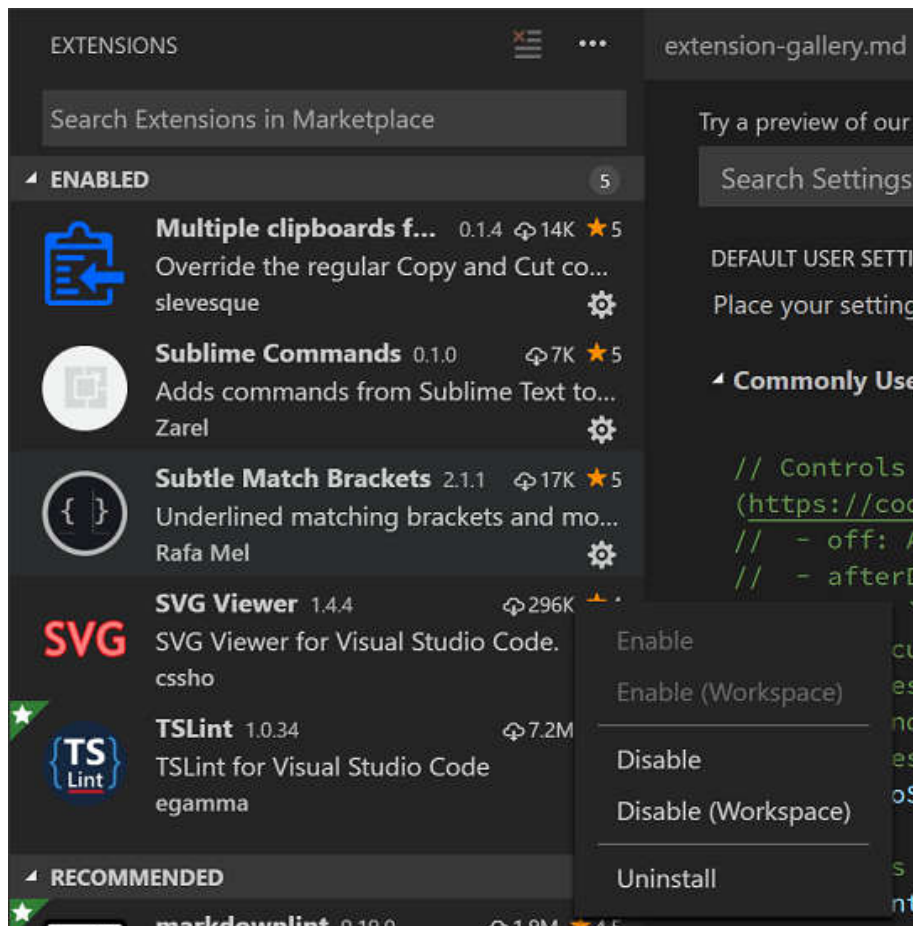 EXTENSIONS
Search Extensions in Marketplace
ENABLED 5
Multiple clipboards f... 0.1.4 14K 5
Override the regular Copy and Cut co...
slevesque
Sublime Commands 0.1.0 7K 5
Adds commands from Sublime Text to...
Zarel
{ }
Subtle Match Brackets 2.1.1 17K 5
Underlined matching brackets and mo...
Rafa Mel
SVG
SVG Viewer 1.4.4 296K
SVG Viewer for Visual Studio Code.
cssho
{TS}
Lint
TSLint 1.0.34 7.2M
TSLint for Visual Studio Code
egamma
RECOMMENDED
markdownlint
Enable
Enable (Workspace)
Disable
Disable (Workspace)
Uninstall
extension-gallery.md
Try a preview of our
Search Settings
DEFAULT USER
Place your
Commonly
// Controls
(https://
// - off:
//